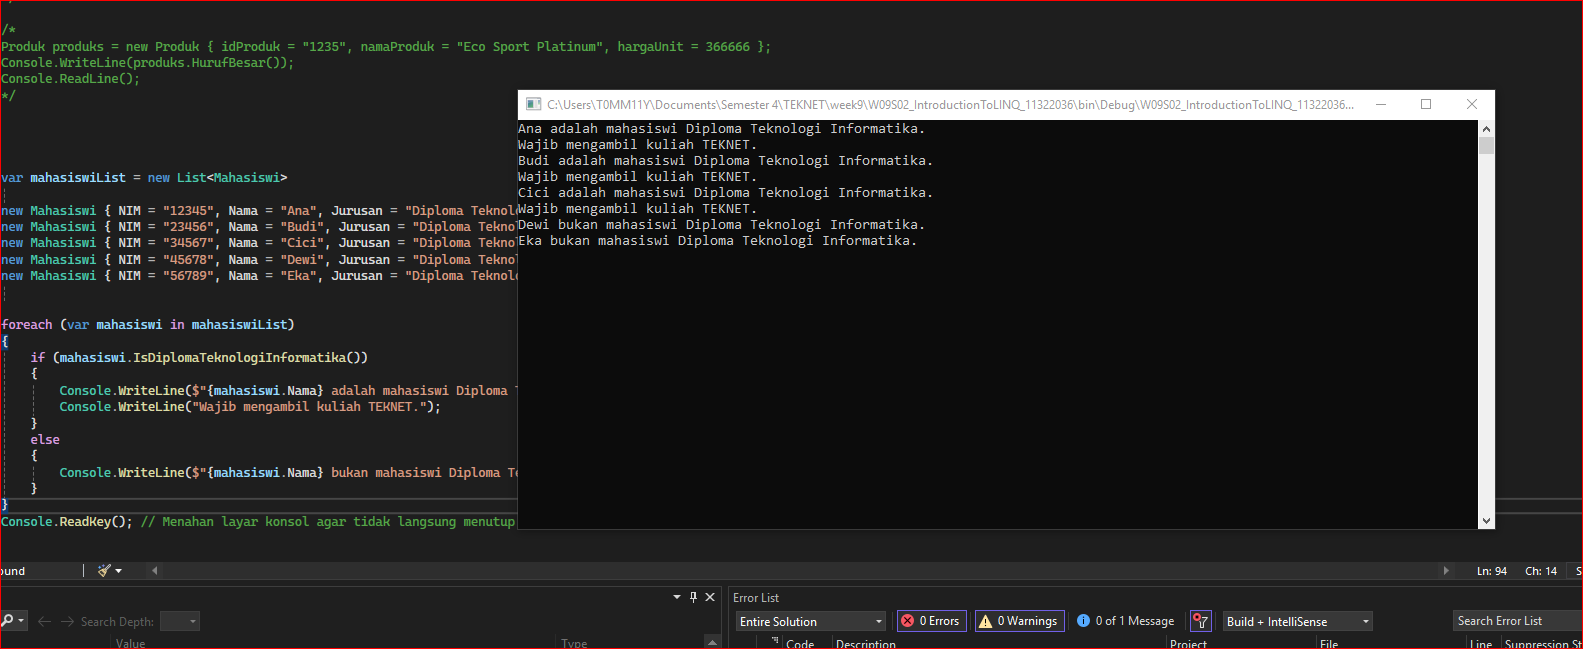 /*
Produk produks = new Produk { idProduk = "1235", namaProduk = "Eco Sport Platinum", hargaUnit = 366666 };
Console.WriteLine(produks.HurufBesar());
Console.ReadLine();
*/
var mahasiswiList = new List<Mahasiswi>
new Mahasiswi { NIM = "12345", Nama = "Ana", Jurusan = "Diploma Teknol
new Mahasiswi { NIM = "23456", Nama = "Budi", Jurusan = "Diploma Tekno
new Mahasiswi { NIM = "34567", Nama = "Cici", Jurusan = "Diploma Tekno
new Mahasiswi { NIM = "45678", Nama = "Dewi", Jurusan = "Diploma Tekno
new Mahasiswi { NIM = "56789", Nama = "Eka", Jurusan = "Diploma Teknol
foreach (var mahasiswi in mahasiswiList)
{
if (mahasiswi.IsDiplomaTeknologiInformatika())
{
Console.WriteLine($"{mahasiswi.Nama} adalah mahasiswi Diploma T
Console.WriteLine("Wajib mengambil kuliah TEKNET.");
}
else
{
Console.WriteLine($"{mahasiswi.Nama} bukan mahasiswi Diploma Te
}
}
Console.ReadKey(); // Menahan layar konsol agar tidak langsung menutup
C:\Users\T0MM11Y\Documents\Semester 4\TEKNET\week9\W09S02_IntroductionToLINQ_11322036\bin\Debug\W09S02_IntroductionToLINQ_11322036...
Ana adalah mahasiswi Diploma Teknologi Informatika.
Wajib mengambil kuliah TEKNET.
Budi adalah mahasiswi Diploma Teknologi Informatika.
Wajib mengambil kuliah TEKNET.
Cici adalah mahasiswi Diploma Teknologi Informatika.
Wajib mengambil kuliah TEKNET.
Dewi bukan mahasiswi Diploma Teknologi Informatika.
Eka bukan mahasiswi Diploma Teknologi Informatika.
ound
Ln: 94 Ch: 14 S
Search Depth:
Value Type
Error List
Entire Solution 0 Errors 0 Warnings 0 of 1 Message Build + IntelliSense Search Error List
Code Description Project File Line Suppression St